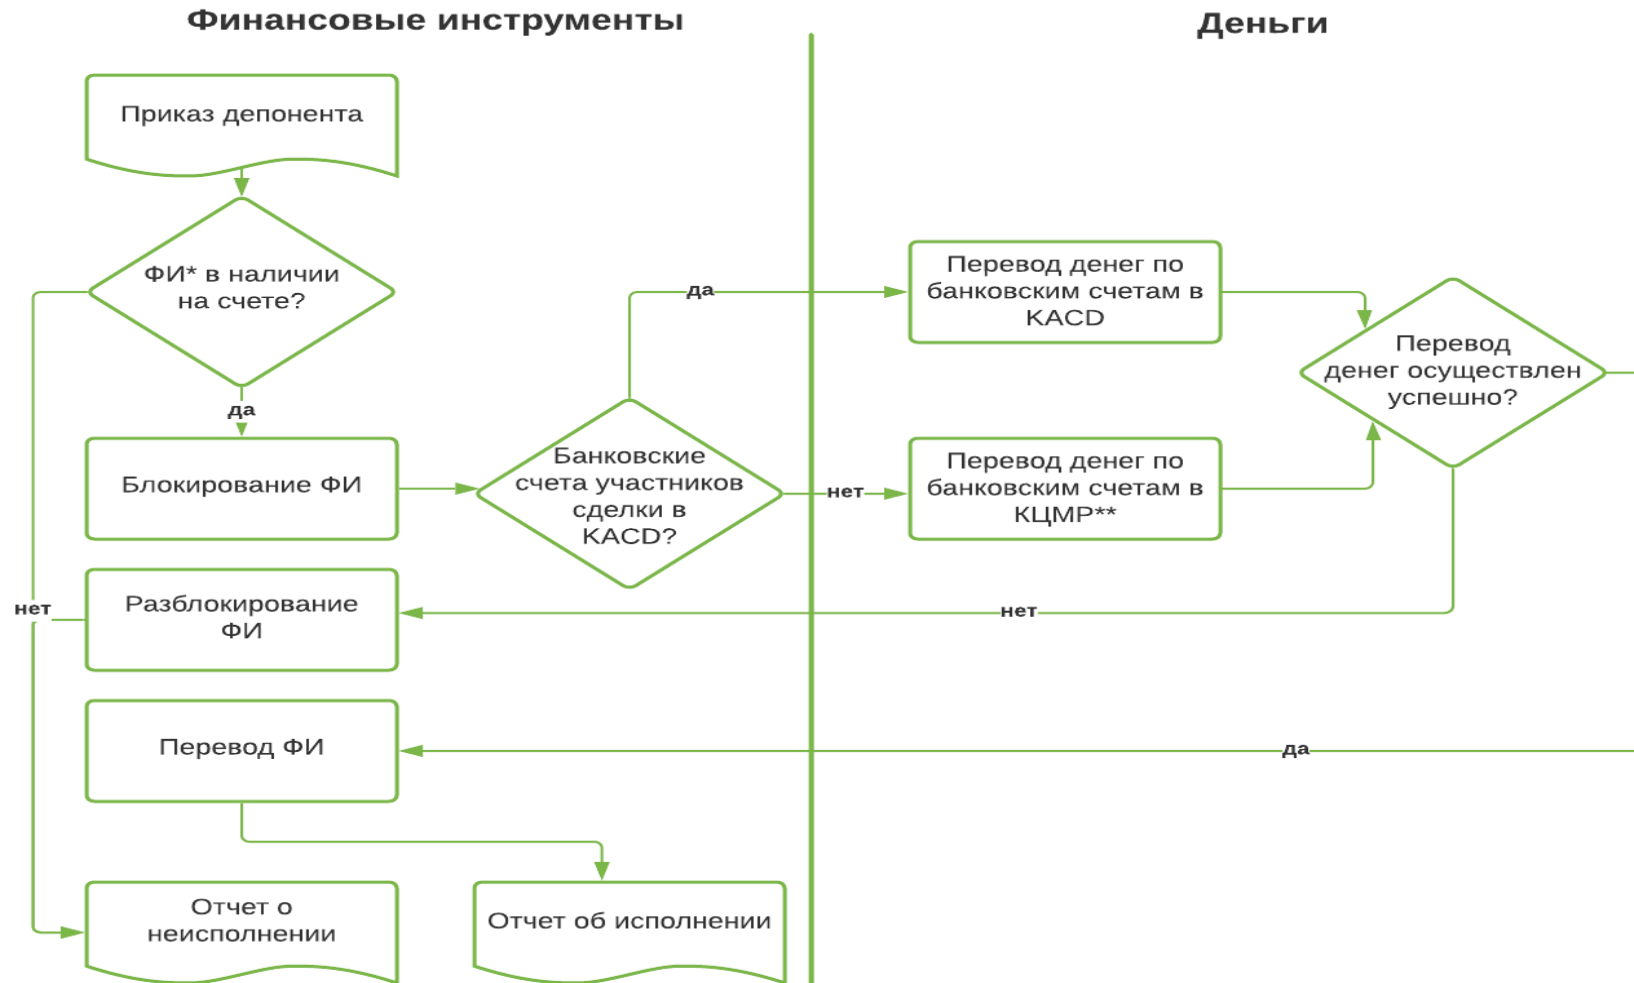 Финансовые инструменты
Деньги
Приказ депонента
ФИ* в наличии
на счете?
да
Блокирование ФИ
Банковские
счета участников
сделки в
KACD?
да
нет
Перевод денег по
банковским счетам в
KACD
Перевод денег по
банковским счетам в
КЦМР**
Перевод
денег осуществлен
успешно?
нет
нет
Разблокирование
ФИ
да
Перевод ФИ
Отчет о
неисполнении
Отчет об исполнении